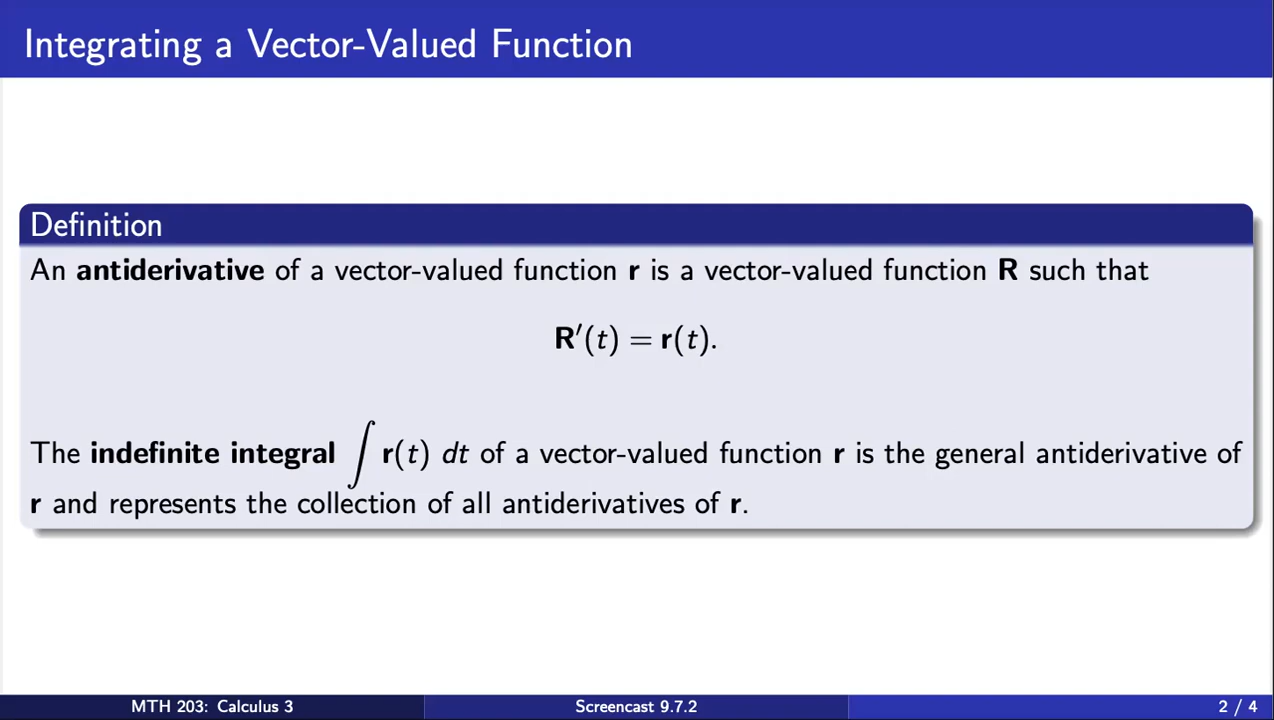 Integrating a Vector-Valued Function
Definition
An antiderivative of a vector-valued function r is a vector-valued function R such that
R′(t) = r(t).
The indefinite integral ∫ r(t) dt of a vector-valued function r is the general antiderivative of
r and represents the collection of all antiderivatives of r.
MTH 203: Calculus 3
Screencast 9.7.2
2 / 4